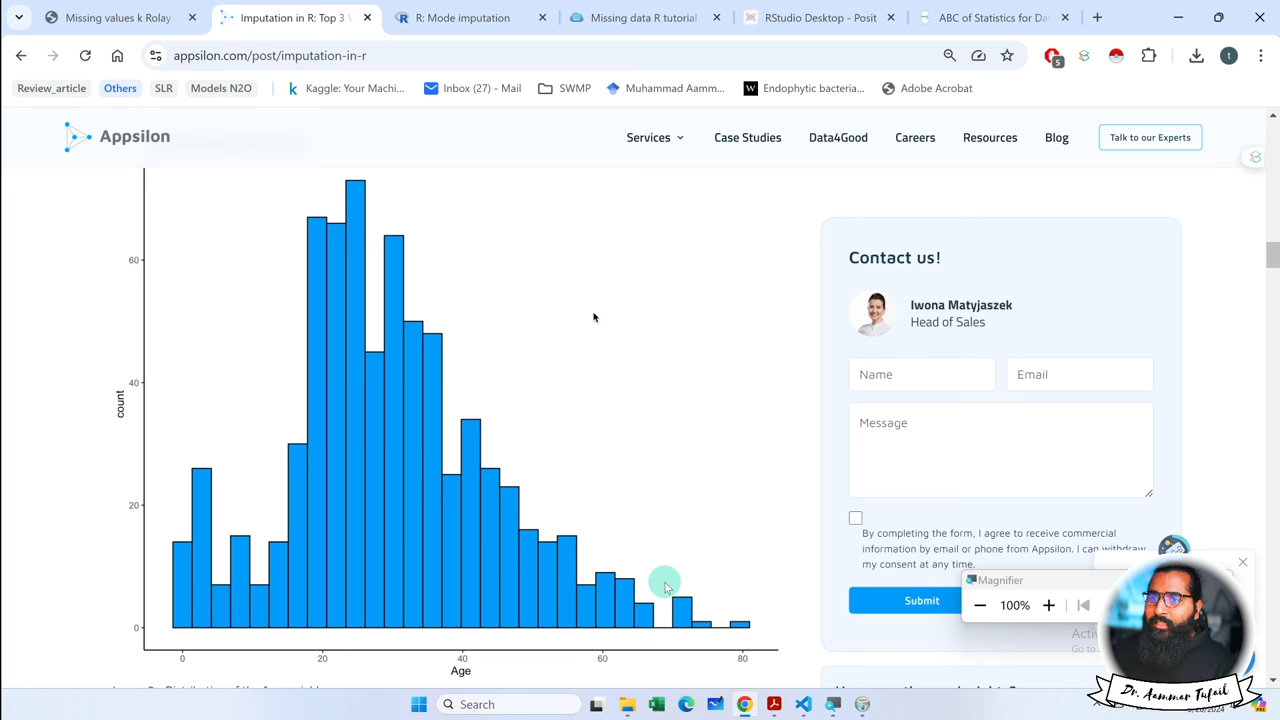 Missing values k Rolay
Imputation in R: Top 3
R: Mode imputation
Missing data R tutorial
RStudio Desktop - Posit
ABC of Statistics for Da
appsilon.com/post/imputation-in-r
5
t
Review_article
Others
SLR
Models N2O
Kaggle: Your Machi...
Inbox (27) - Mail
SWMP
Muhammad Aamm...
Endophytic bacteria...
Adobe Acrobat
Appsilon
Services
Case Studies
Data4Good
Careers
Resources
Blog
Talk to our Experts
60
40
20
0
count
0
20
40
60
80
Age
Contact us!
Iwona Matyjaszek
Head of Sales
Name
Email
Message
By completing the form, I agree to receive commercial
information by email or phone from Appsilon. I can withdraw
my consent at any time.
Submit
Magnifier
100%
Go to
Dr. Aammar Tufail
Search